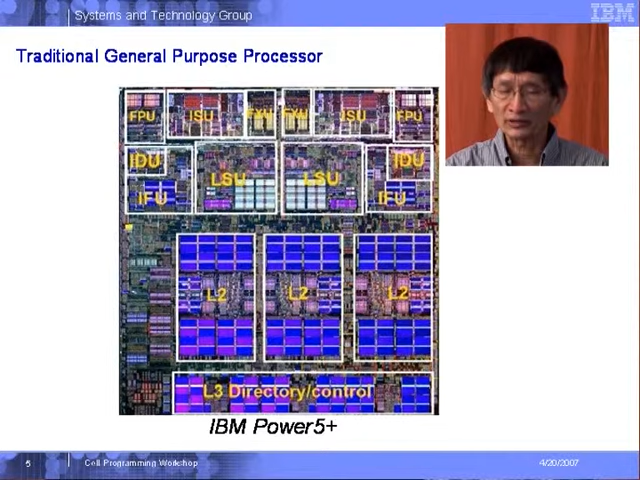 Systems and Technology Group
IBM
Traditional General Purpose Processor
FPU ISU FXU FXU ISU FPU
IDU LSU LSU IDU
IFU IFU
L2 L2 L2
L3 Directory/control
IBM Power5+
5 Cell Programming Workshop 4/20/2007